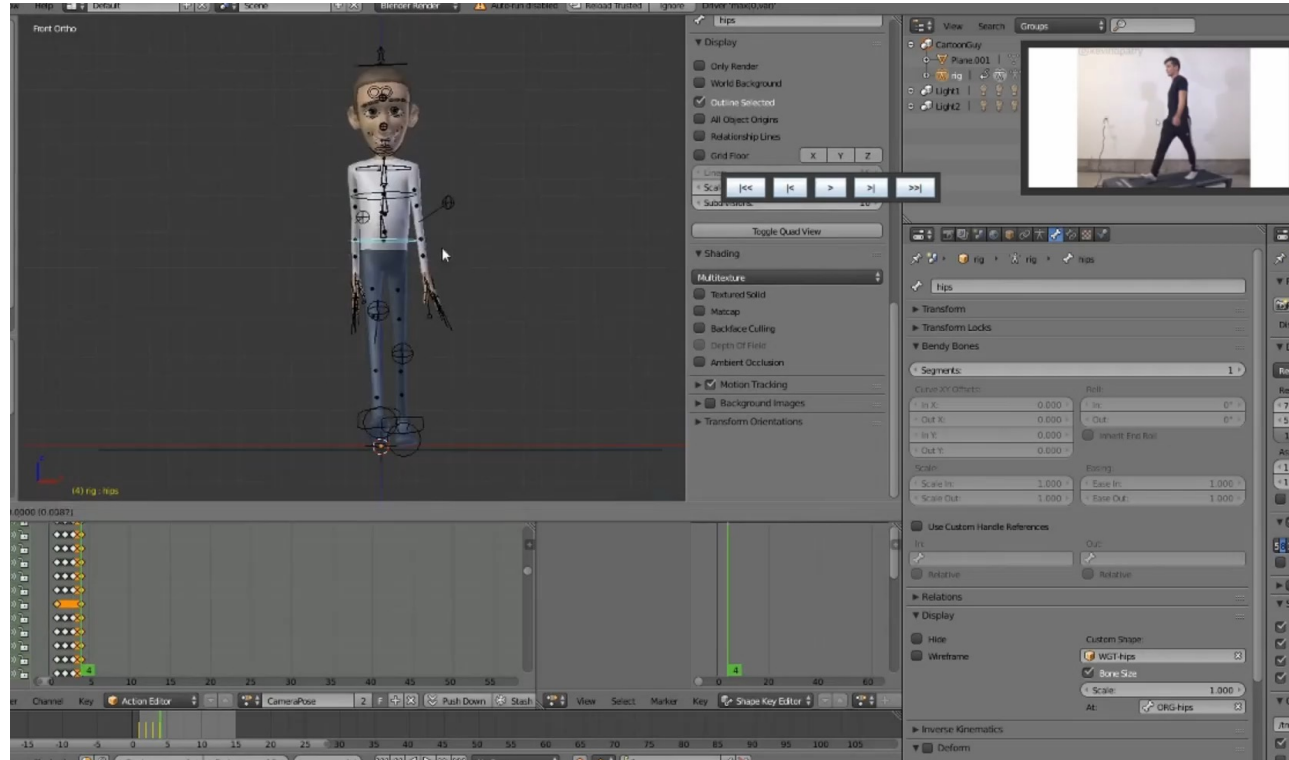 Help Default Scene Blender Render Auto-run disabled Reload Trusted Ignore
Front Ortho
hips
▼ Display
Only Render
World Background
Outline Selected
All Object Origins
Relationship Lines
Grid Floor X Y Z
|<< |< > >| >>|
Toggle Quad View
▼ Shading
Multitexture
Textured Solid
Matcap
Backface Culling
Depth Of Field
Ambient Occlusion
Motion Tracking
Background Images
Transform Orientations
(4) rig : hips
View Search Groups
CartoonGuy
Plane.001
rig
Light1
Light2
rig rig hips
hips
Transform
Transform Locks
Bendy Bones
Segments: 1
Curve XY Offsets: Roll:
In X: 0.000 In: 0°
Out X: 0.000 Out: 0°
In Y: 0.000 Inherit End Roll
Out Y: 0.000
Scale: Easing:
Scale In: 1.000 Ease In: 1.000
Scale Out: 1.000 Ease Out: 1.000
Use Custom Handle References
In: Out:
Relative Relative
Relations
Display
Hide Custom Shape:
Wireframe WGT-hips
Bone Size
Scale: 1.000
At: ORG-hips
Inverse Kinematics
Deform
4
0 5 10 15 20 25 30 35 40 45 50 55
4
0 20 40 60
Channel Key Action Editor CameraPose 2 F Push Down Stash View Select Marker Key Shape Key Editor
-15 -10 -5 0 5 10 15 20 25 30 35 40 45 50 55 60 65 70 75 80 85 90 95 100 105